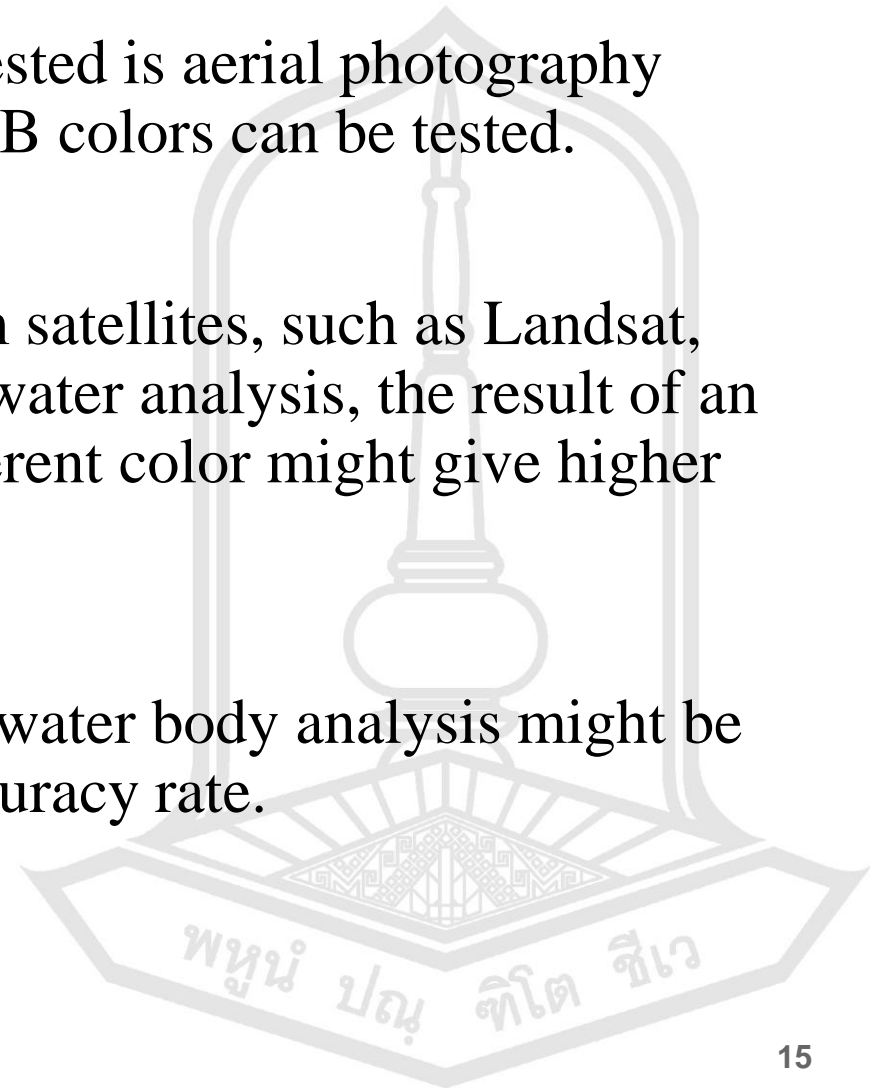 ested is aerial photography
B colors can be tested.
n satellites, such as Landsat,
water analysis, the result of an
erent color might give higher
water body analysis might be
uracy rate.
พหูนํ ปณฺฑิโต ชีเว
15